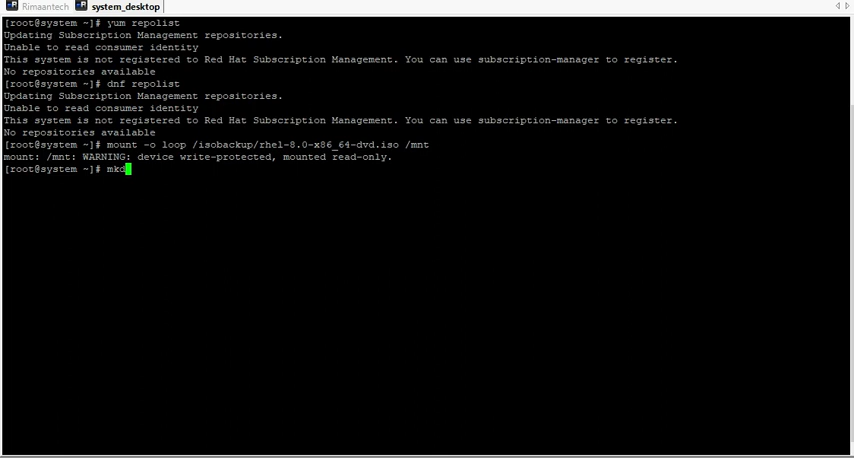 Rimaantech system_desktop
[root@system ~]# yum repolist
Updating Subscription Management repositories.
Unable to read consumer identity
This system is not registered to Red Hat Subscription Management. You can use subscription-manager to register.
No repositories available
[root@system ~]# dnf repolist
Updating Subscription Management repositories.
Unable to read consumer identity
This system is not registered to Red Hat Subscription Management. You can use subscription-manager to register.
No repositories available
[root@system ~]# mount -o loop /isobackup/rhel-8.0-x86_64-dvd.iso /mnt
mount: /mnt: WARNING: device write-protected, mounted read-only.
[root@system ~]# mkd